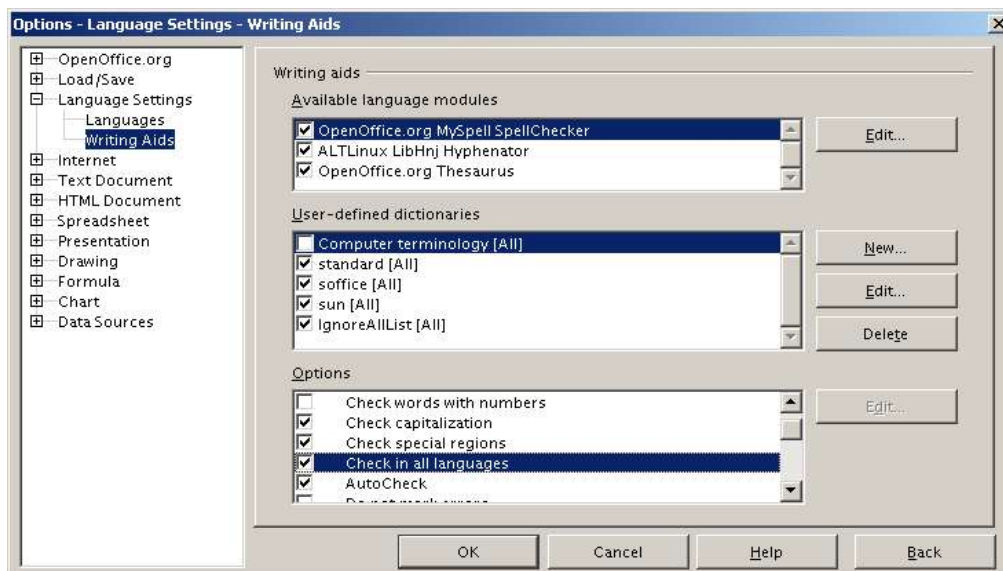 Options - Language Settings - Writing Aids
OpenOffice.org
Load/Save
Language Settings
Languages
Writing Aids
Internet
Text Document
HTML Document
Spreadsheet
Presentation
Drawing
Formula
Chart
Data Sources
Writing aids
Available language modules
OpenOffice.org MySpell SpellChecker
ALTLinux LibHnj Hyphenator
OpenOffice.org Thesaurus
Edit...
User-defined dictionaries
Computer terminology [All]
standard [All]
soffice [All]
sun [All]
IgnoreAllList [All]
New...
Edit...
Delete
Options
Check words with numbers
Check capitalization
Check special regions
Check in all languages
AutoCheck
Do not mark errors
Edit...
OK
Cancel
Help
Back